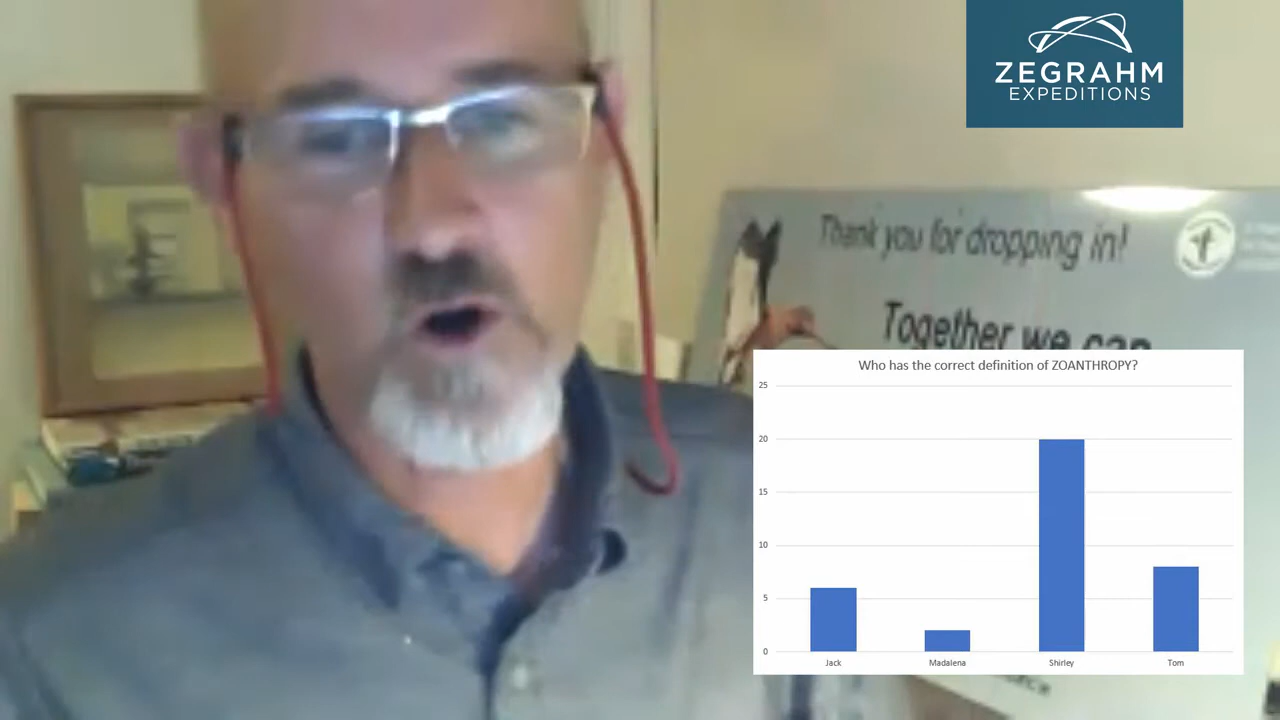 ZEGRAHM
EXPEDITIONS
Thank you for dropping in!
Together we can
Who has the correct definition of ZOANTHROPY?
25
20
15
10
5
0
Jack
Madalena
Shirley
Tom